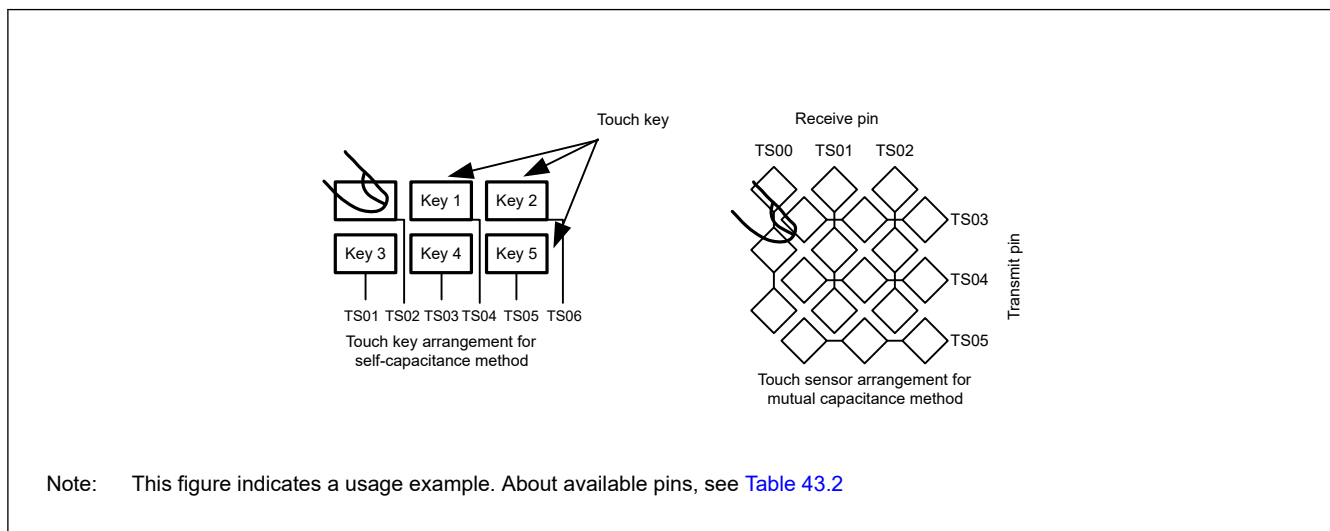 Touch key
Key 1
Key 2
Key 3
Key 4
Key 5
TS01 TS02 TS03 TS04 TS05 TS06
Touch key arrangement for
self-capacitance method
Receive pin
TS00 TS01 TS02
TS03
TS04
TS05
Transmit pin
Touch sensor arrangement for
mutual capacitance method
Note: This figure indicates a usage example. About available pins, see Table 43.2